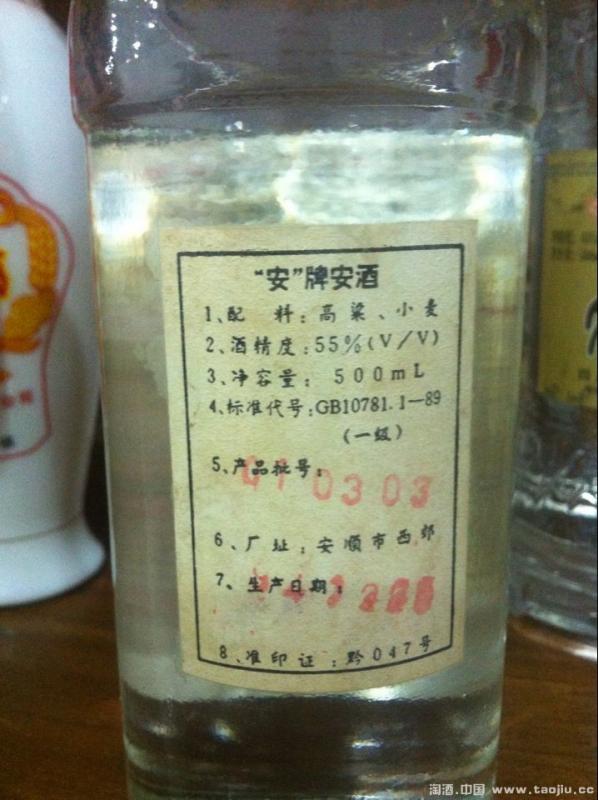 “安”牌安酒
1、配 料：高粱、小麦
2、酒精度：55%（V/V）
3、净容量：500mL
4、标准代号：GB10781.1—89
（一级）
5、产品批号：
0303
6、厂址：安顺市西郊
7、生产日期：
8、准印证：黔047号
淘酒.中国 www.taojiu.cc